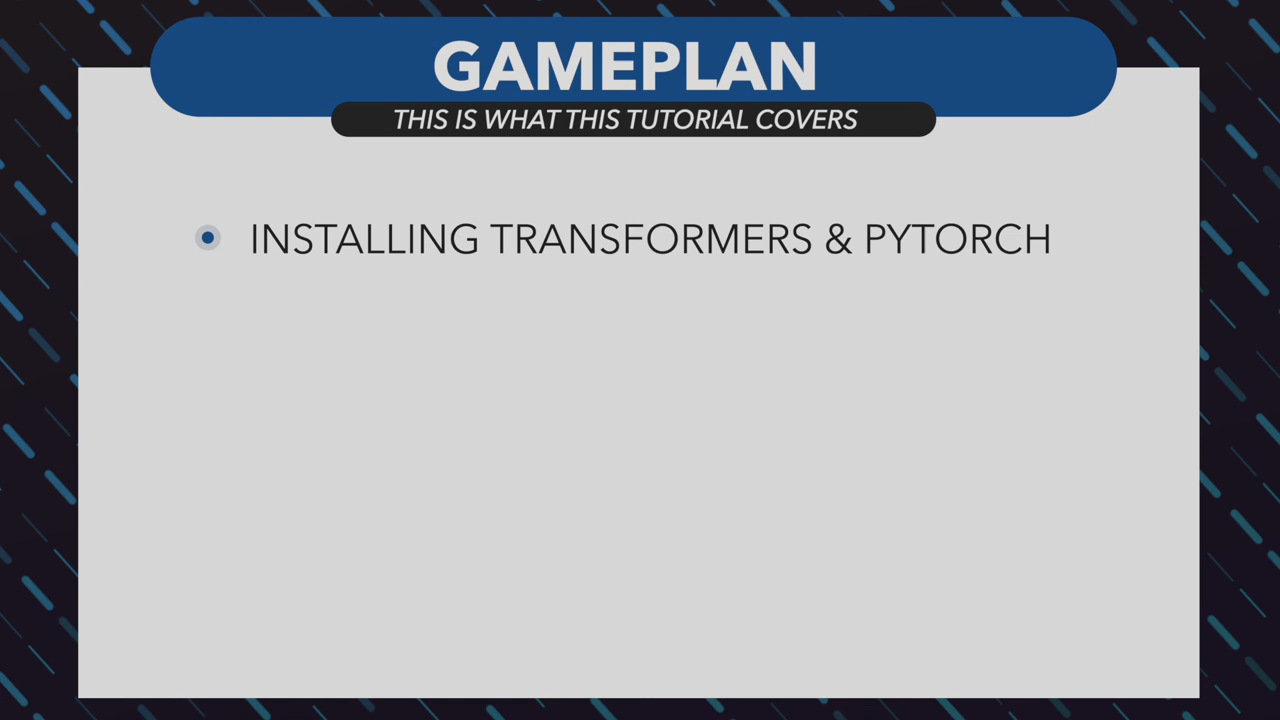 GAMEPLAN
THIS IS WHAT THIS TUTORIAL COVERS
INSTALLING TRANSFORMERS & PYTORCH